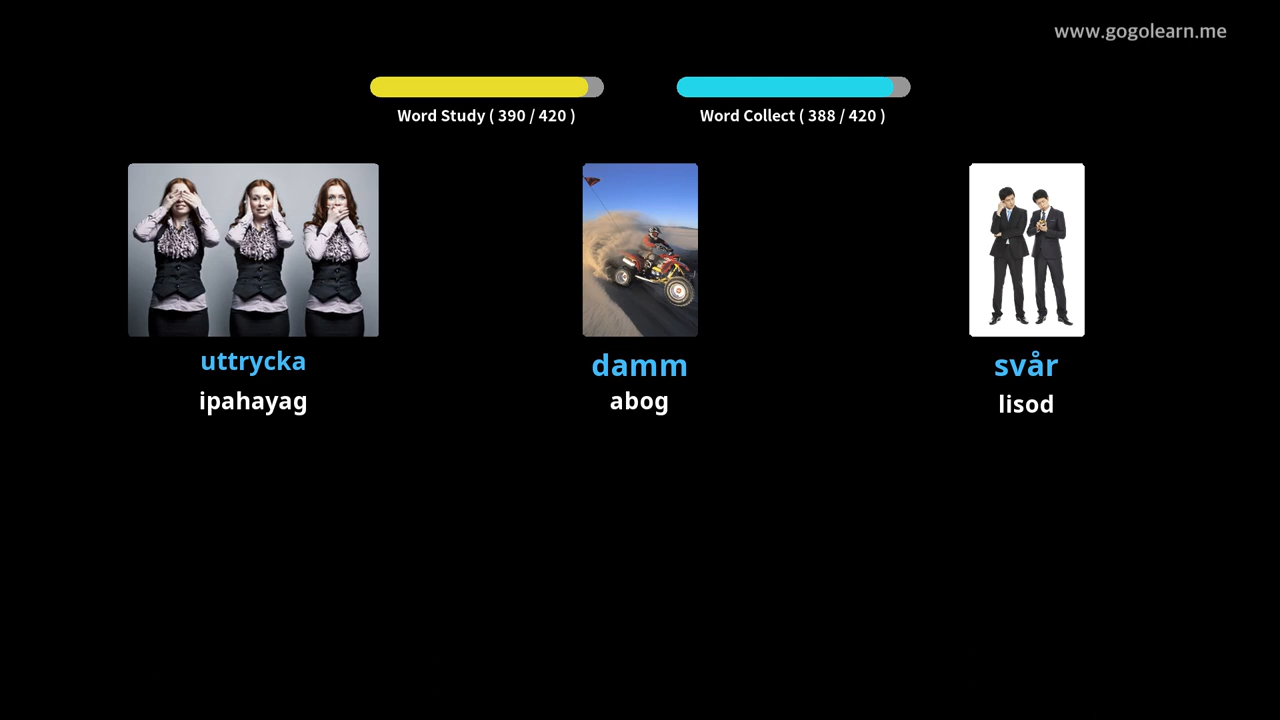 www.gogolearn.me
Word Study ( 390 / 420 )
Word Collect ( 388 / 420 )
uttrycka
damm
svår
ipahayag
abog
lisod